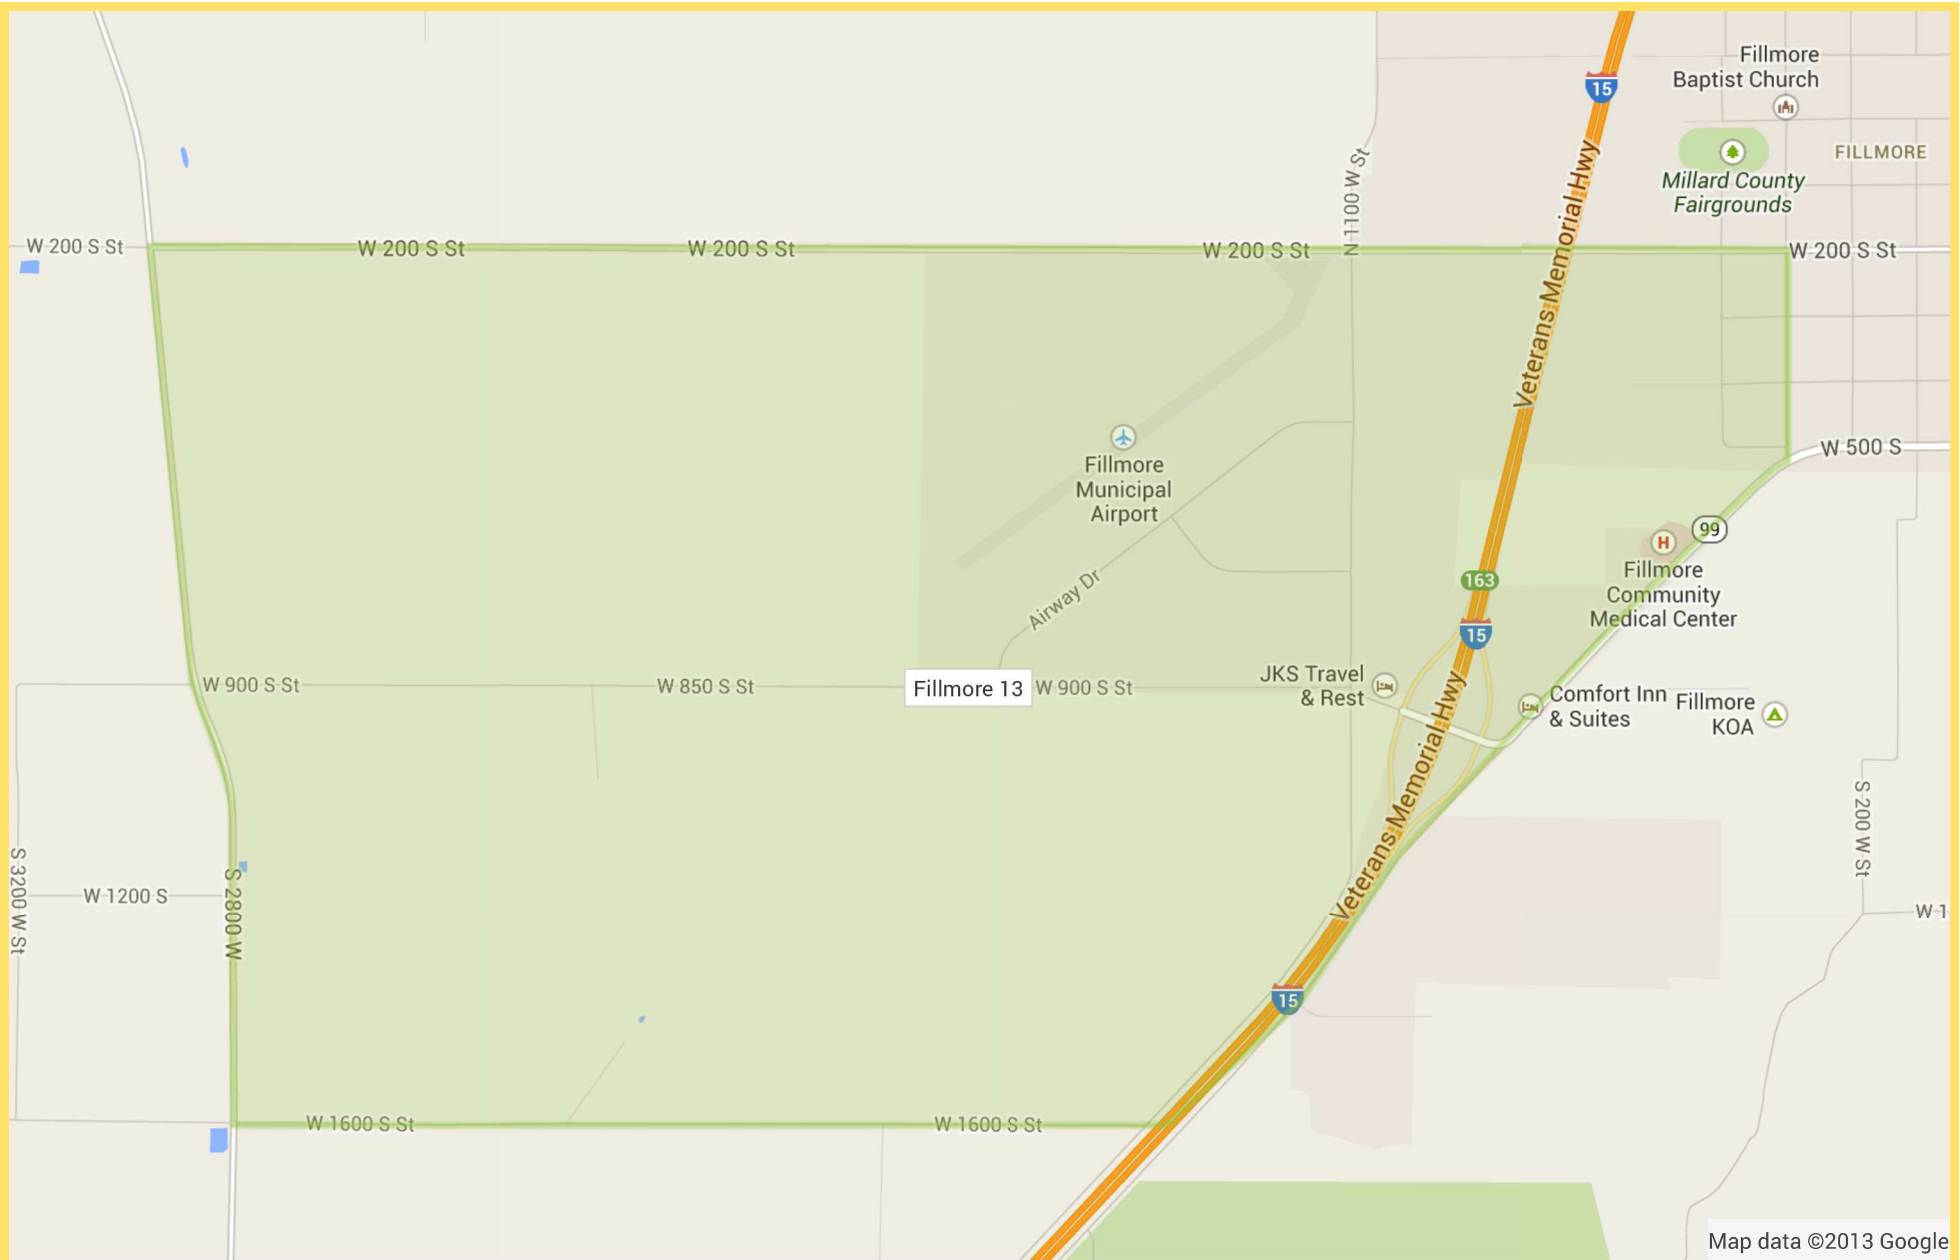 15
Fillmore
Baptist Church
FILLMORE
Millard County
Fairgrounds
N 1100 W St
Veterans Memorial Hwy
W 200 S St
W 200 S St
W 200 S St
W 200 S St
W 200 S St
W 500 S
Fillmore
Municipal
Airport
99
H
Fillmore
Community
Medical Center
163
15
Airway Dr
W 900 S St
W 850 S St
Fillmore 13
W 900 S St
JKS Travel
& Rest
Comfort Inn
& Suites
Fillmore
KOA
Veterans Memorial Hwy
S 200 W St
S 3200 W St
W 1200 S
S 2800 W
W 1
15
W 1600 S St
W 1600 S St
Map data ©2013 Google